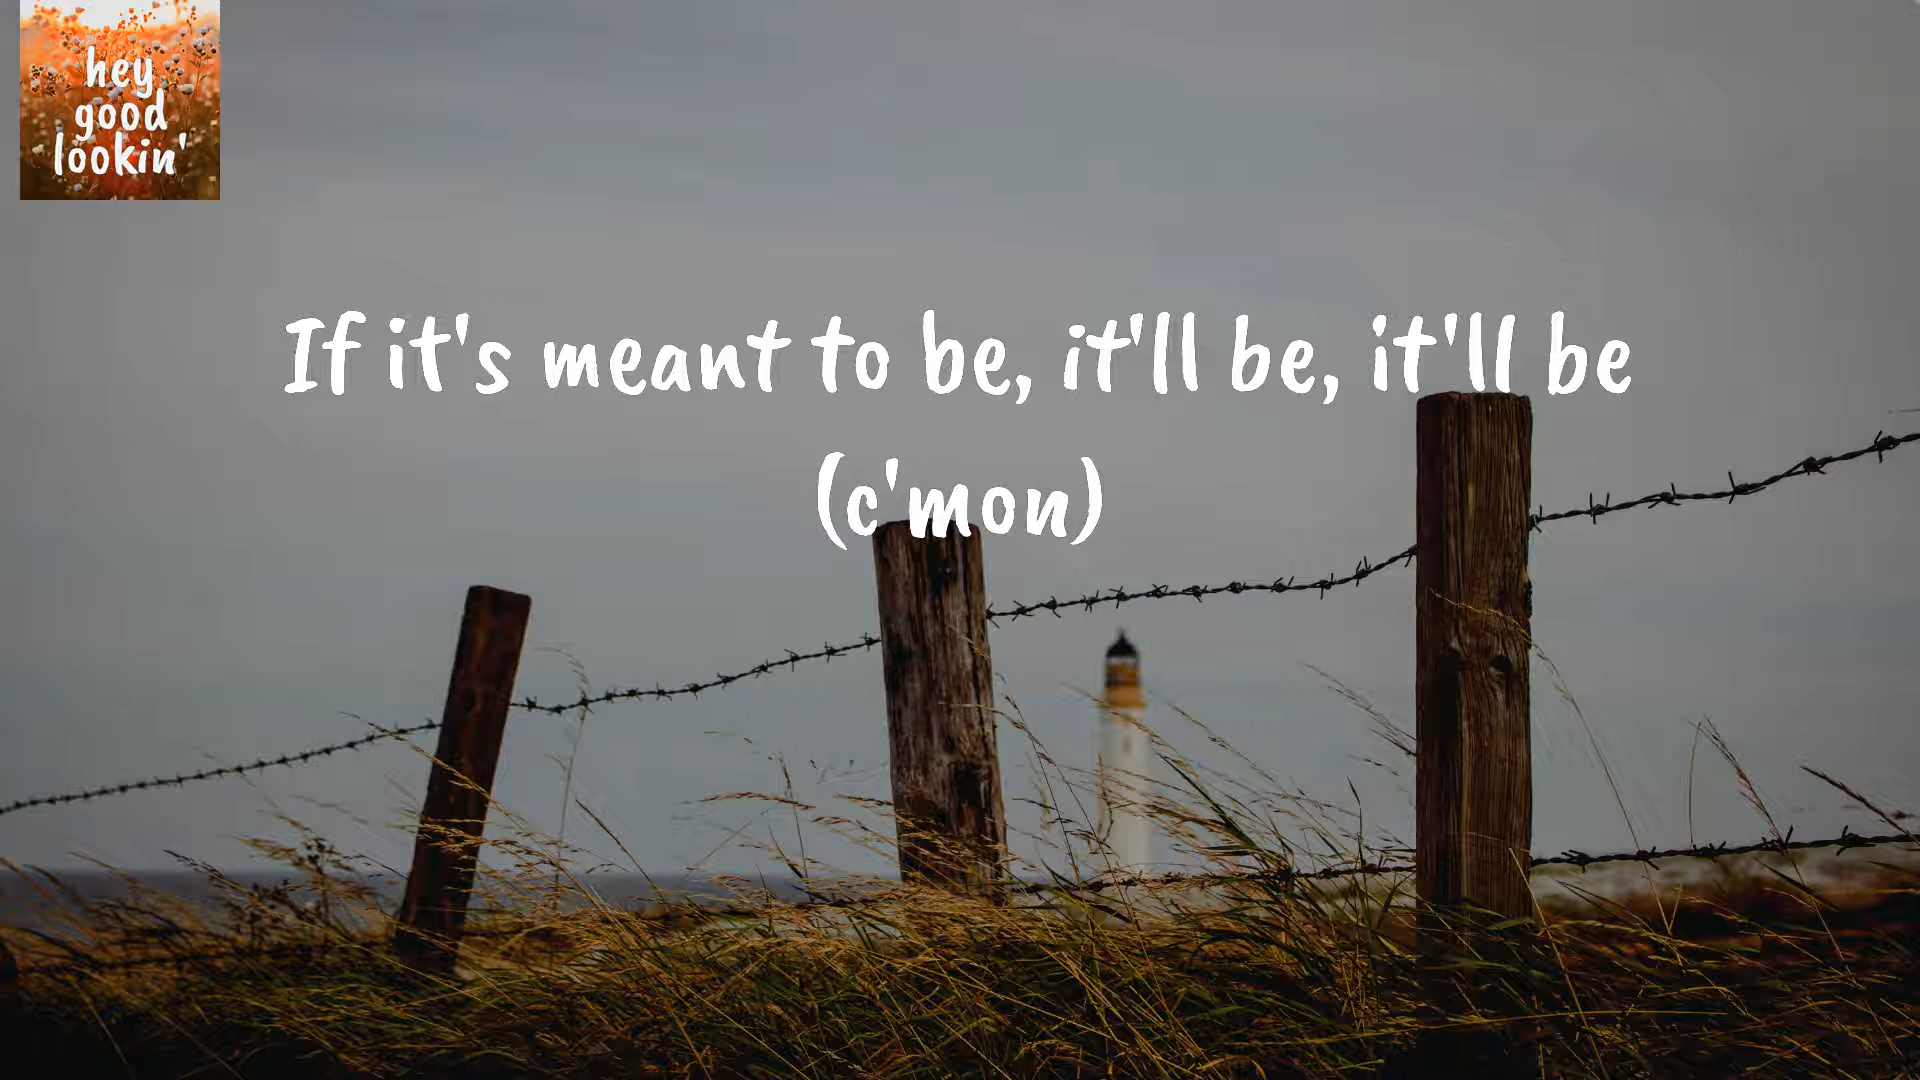 hey
good
lookin'
If it's meant to be, it'll be, it'll be
(c'mon)